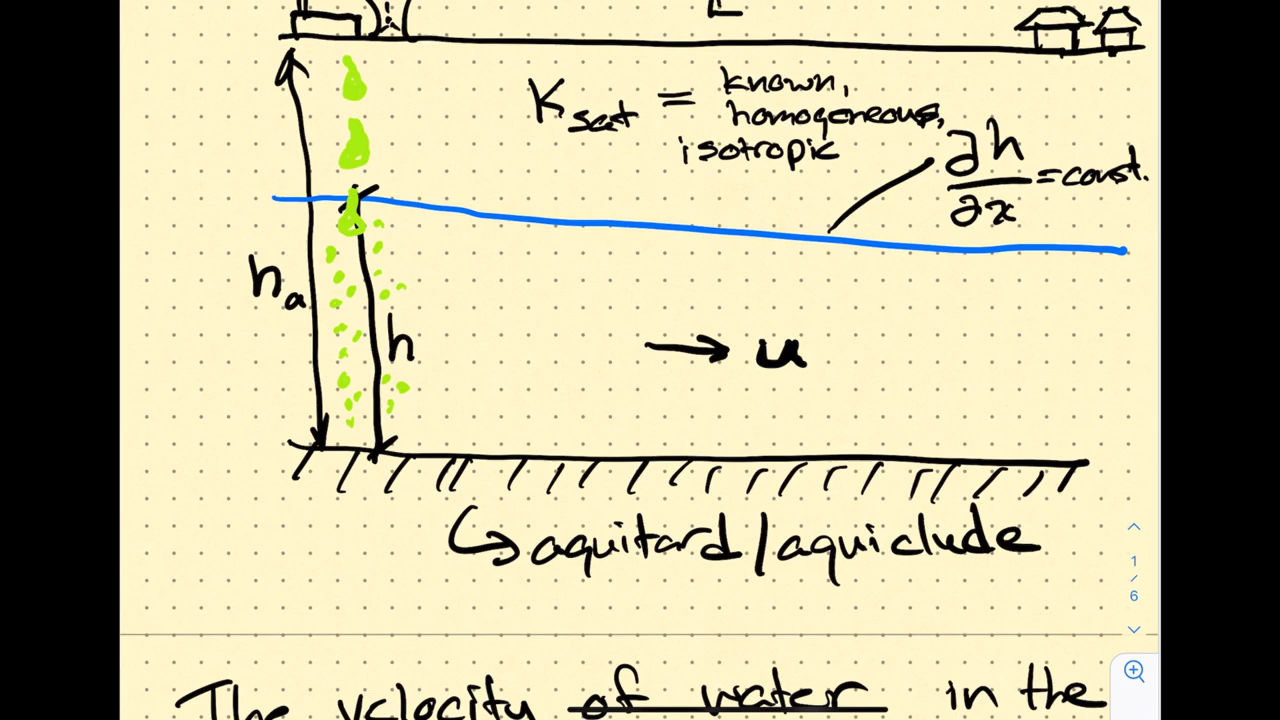 L
K_sat = known,
homogeneous,
isotropic
∂h/∂x = const.
h_a
h
→ u
↳ aquitard/aquiclude
1
/
6
The velocity of water in the